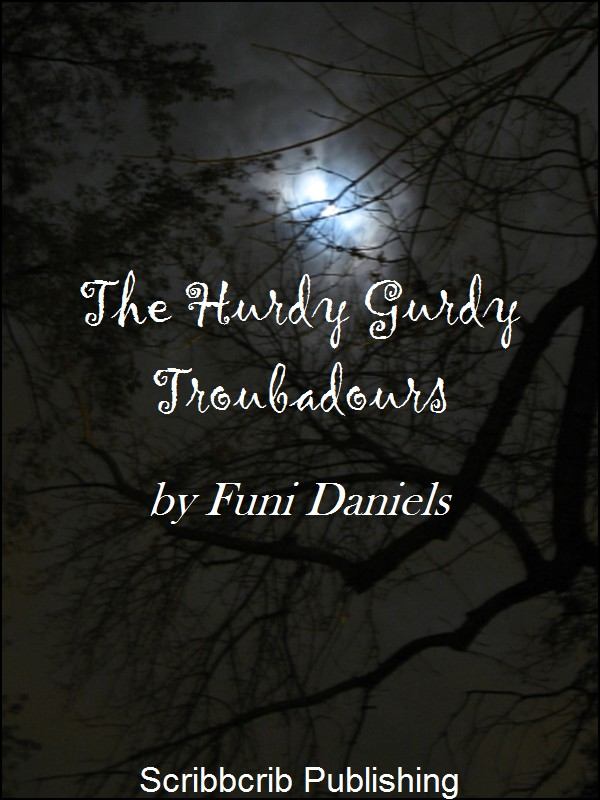 The Hurdy Gurdy
Troubadours
by Funi Daniels
Scribbcrib Publishing